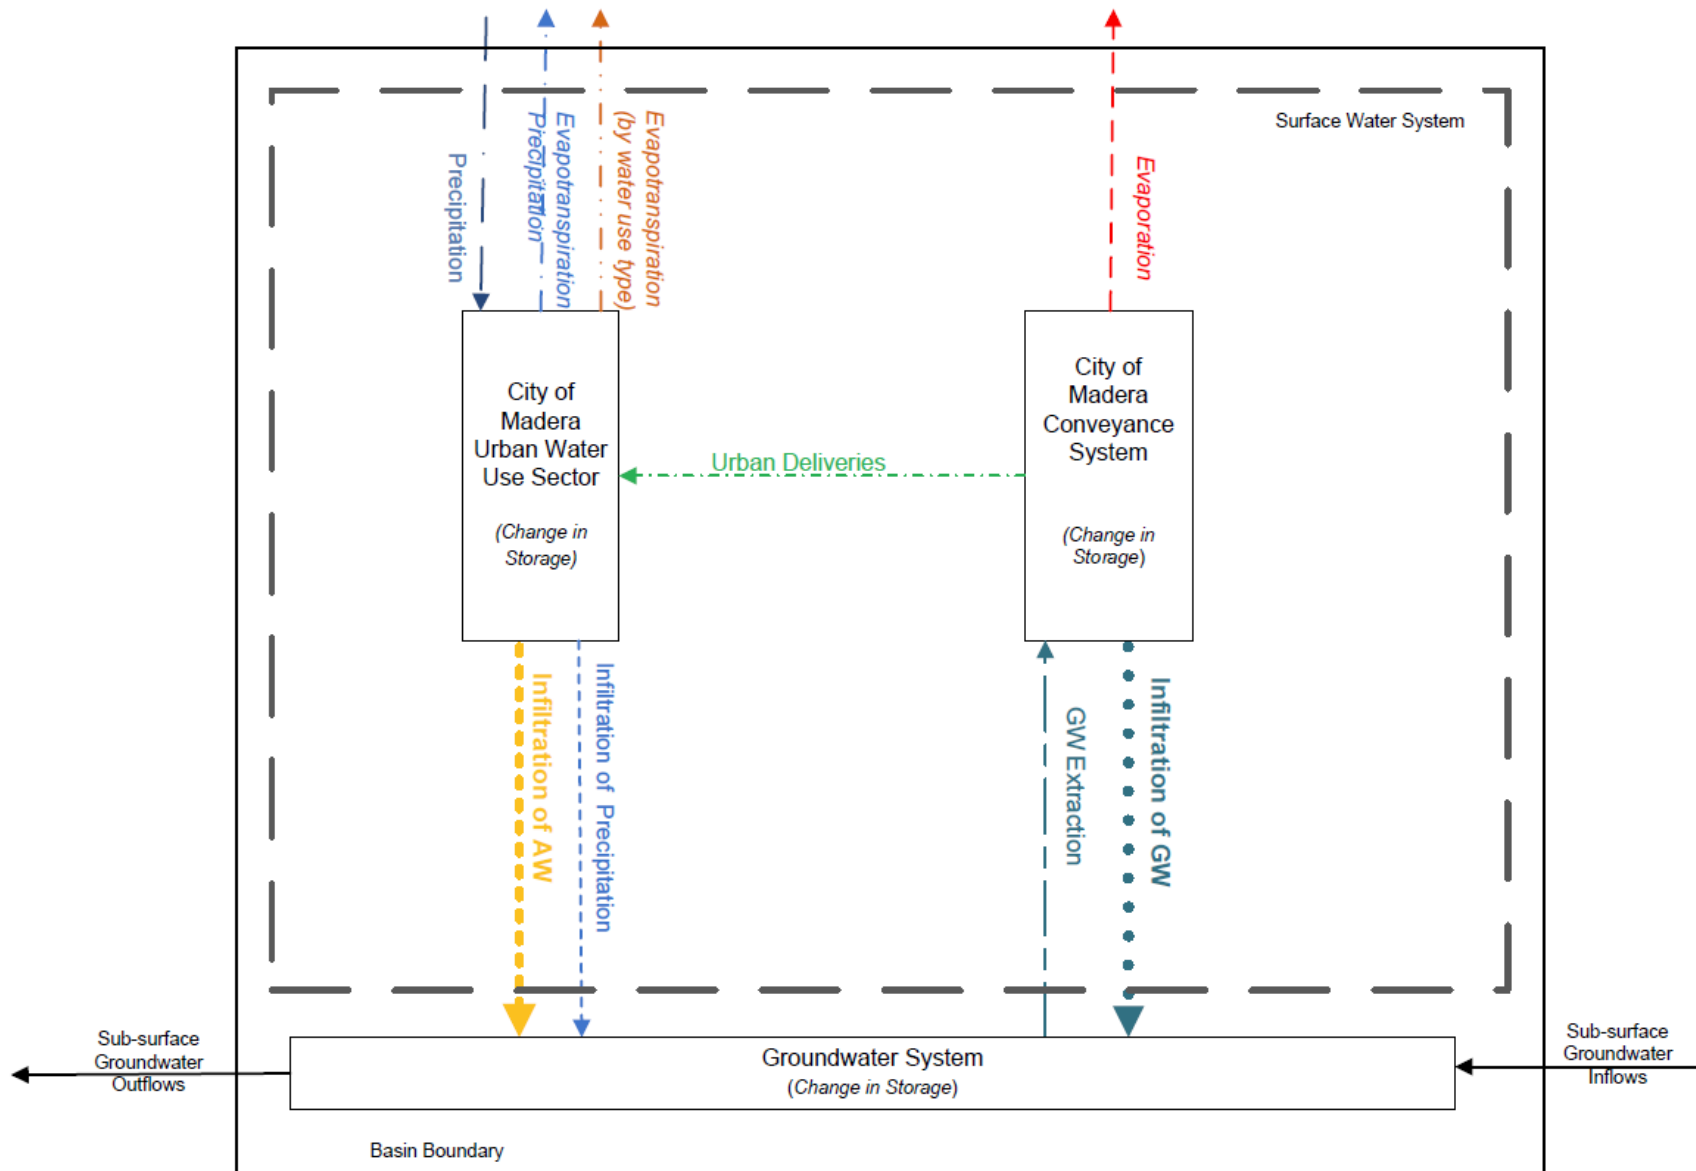 Surface Water System
Precipitation
Evapotranspiration
Precipitation
Evapotranspiration
(by water use type)
Evaporation
City of
Madera
Urban Water
Use Sector
(Change in
Storage)
Urban Deliveries
City of
Madera
Conveyance
System
(Change in
Storage)
Infiltration of AW
Infiltration of Precipitation
GW Extraction
Infiltration of GW
Sub-surface
Groundwater
Outflows
Groundwater System
(Change in Storage)
Sub-surface
Groundwater
Inflows
Basin Boundary